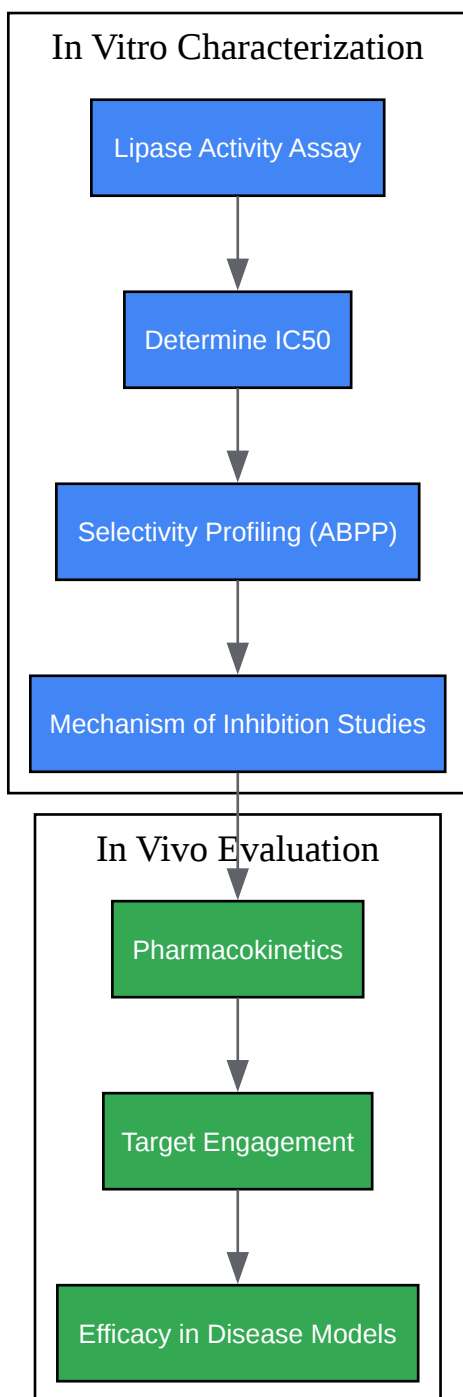 In Vitro Characterization
Lipase Activity Assay
Determine IC50
Selectivity Profiling (ABPP)
Mechanism of Inhibition Studies
In Vivo Evaluation
Pharmacokinetics
Target Engagement
Efficacy in Disease Models